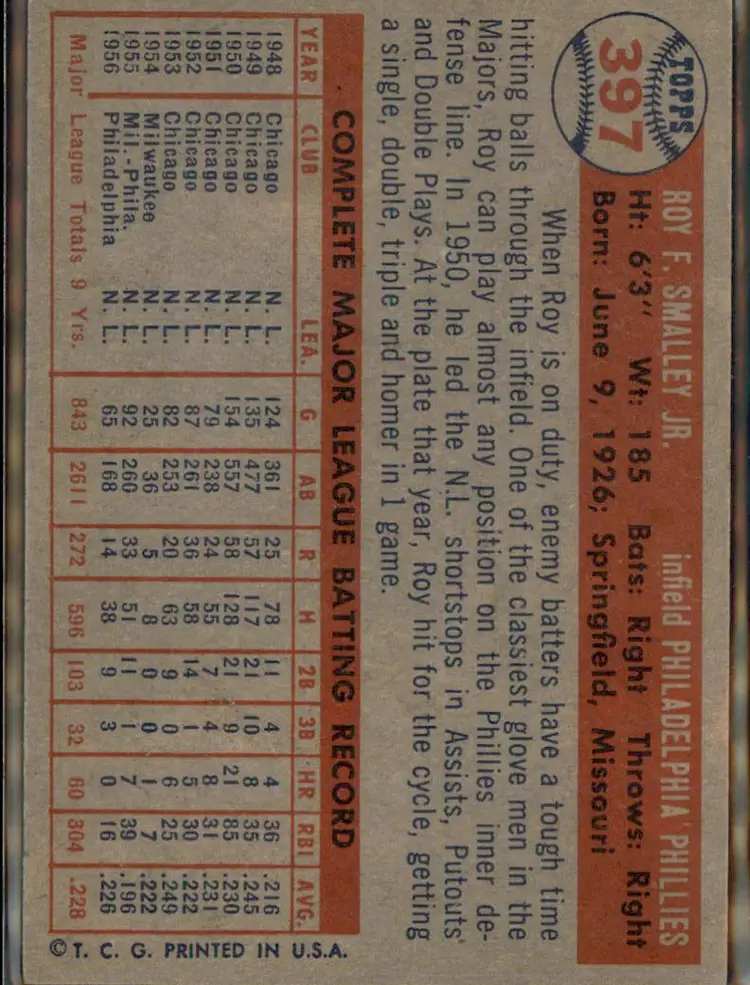 TOPPS
397
ROY F. SMALLEY JR. infield PHILADELPHIA PHILLIES
Ht: 6'3" Wt: 185 Bats: Right Throws: Right
Born: June 9, 1926; Springfield, Missouri
When Roy is on duty, enemy batters have a tough time
hitting balls through the infield. One of the classiest glove men in the
Majors, Roy can play almost any position on the Phillies inner de-
fense line. In 1950, he led the N.L. shortstops in Assists, Putouts
and Double Plays. At the plate that year, Roy hit for the cycle, getting
a single, double, triple and homer in 1 game.
COMPLETE MAJOR LEAGUE BATTING RECORD
YEAR CLUB LEA. G AB R H 2B 3B HR RBI AVG.
1948 Chicago N. L. 124 361 25 78 11 4 4 36 .216
1949 Chicago N. L. 135 477 57 117 21 10 8 35 .245
1950 Chicago N. L. 154 557 58 128 21 9 21 85 .230
1951 Chicago N. L. 79 238 24 55 7 4 8 31 .231
1952 Chicago N. L. 87 261 36 58 14 1 5 30 .222
1953 Chicago N. L. 82 253 20 63 9 0 6 25 .249
1954 Milwaukee N. L. 25 36 5 8 0 0 1 7 .222
1955 Mil.-Phila. N. L. 92 260 33 51 11 1 7 39 .196
1956 Philadelphia N. L. 65 168 14 38 9 3 0 16 .226
Major League Totals 9 Yrs. 843 2611 272 596 103 32 60 304 .228
© T. C. G. PRINTED IN U.S.A.